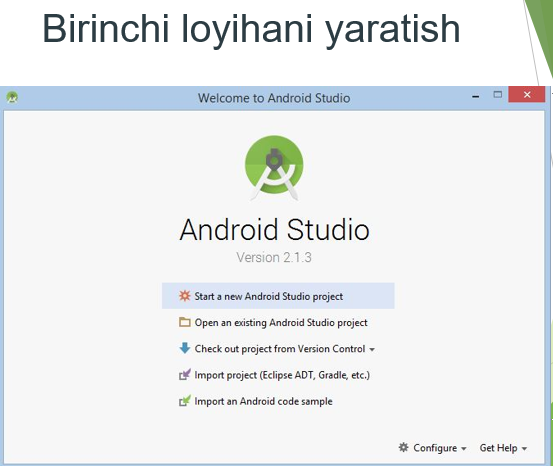 Birinchi loyihani yaratish
Welcome to Android Studio
Android Studio
Version 2.1.3
Start a new Android Studio project
Open an existing Android Studio project
Check out project from Version Control
Import project (Eclipse ADT, Gradle, etc.)
Import an Android code sample
Configure Get Help